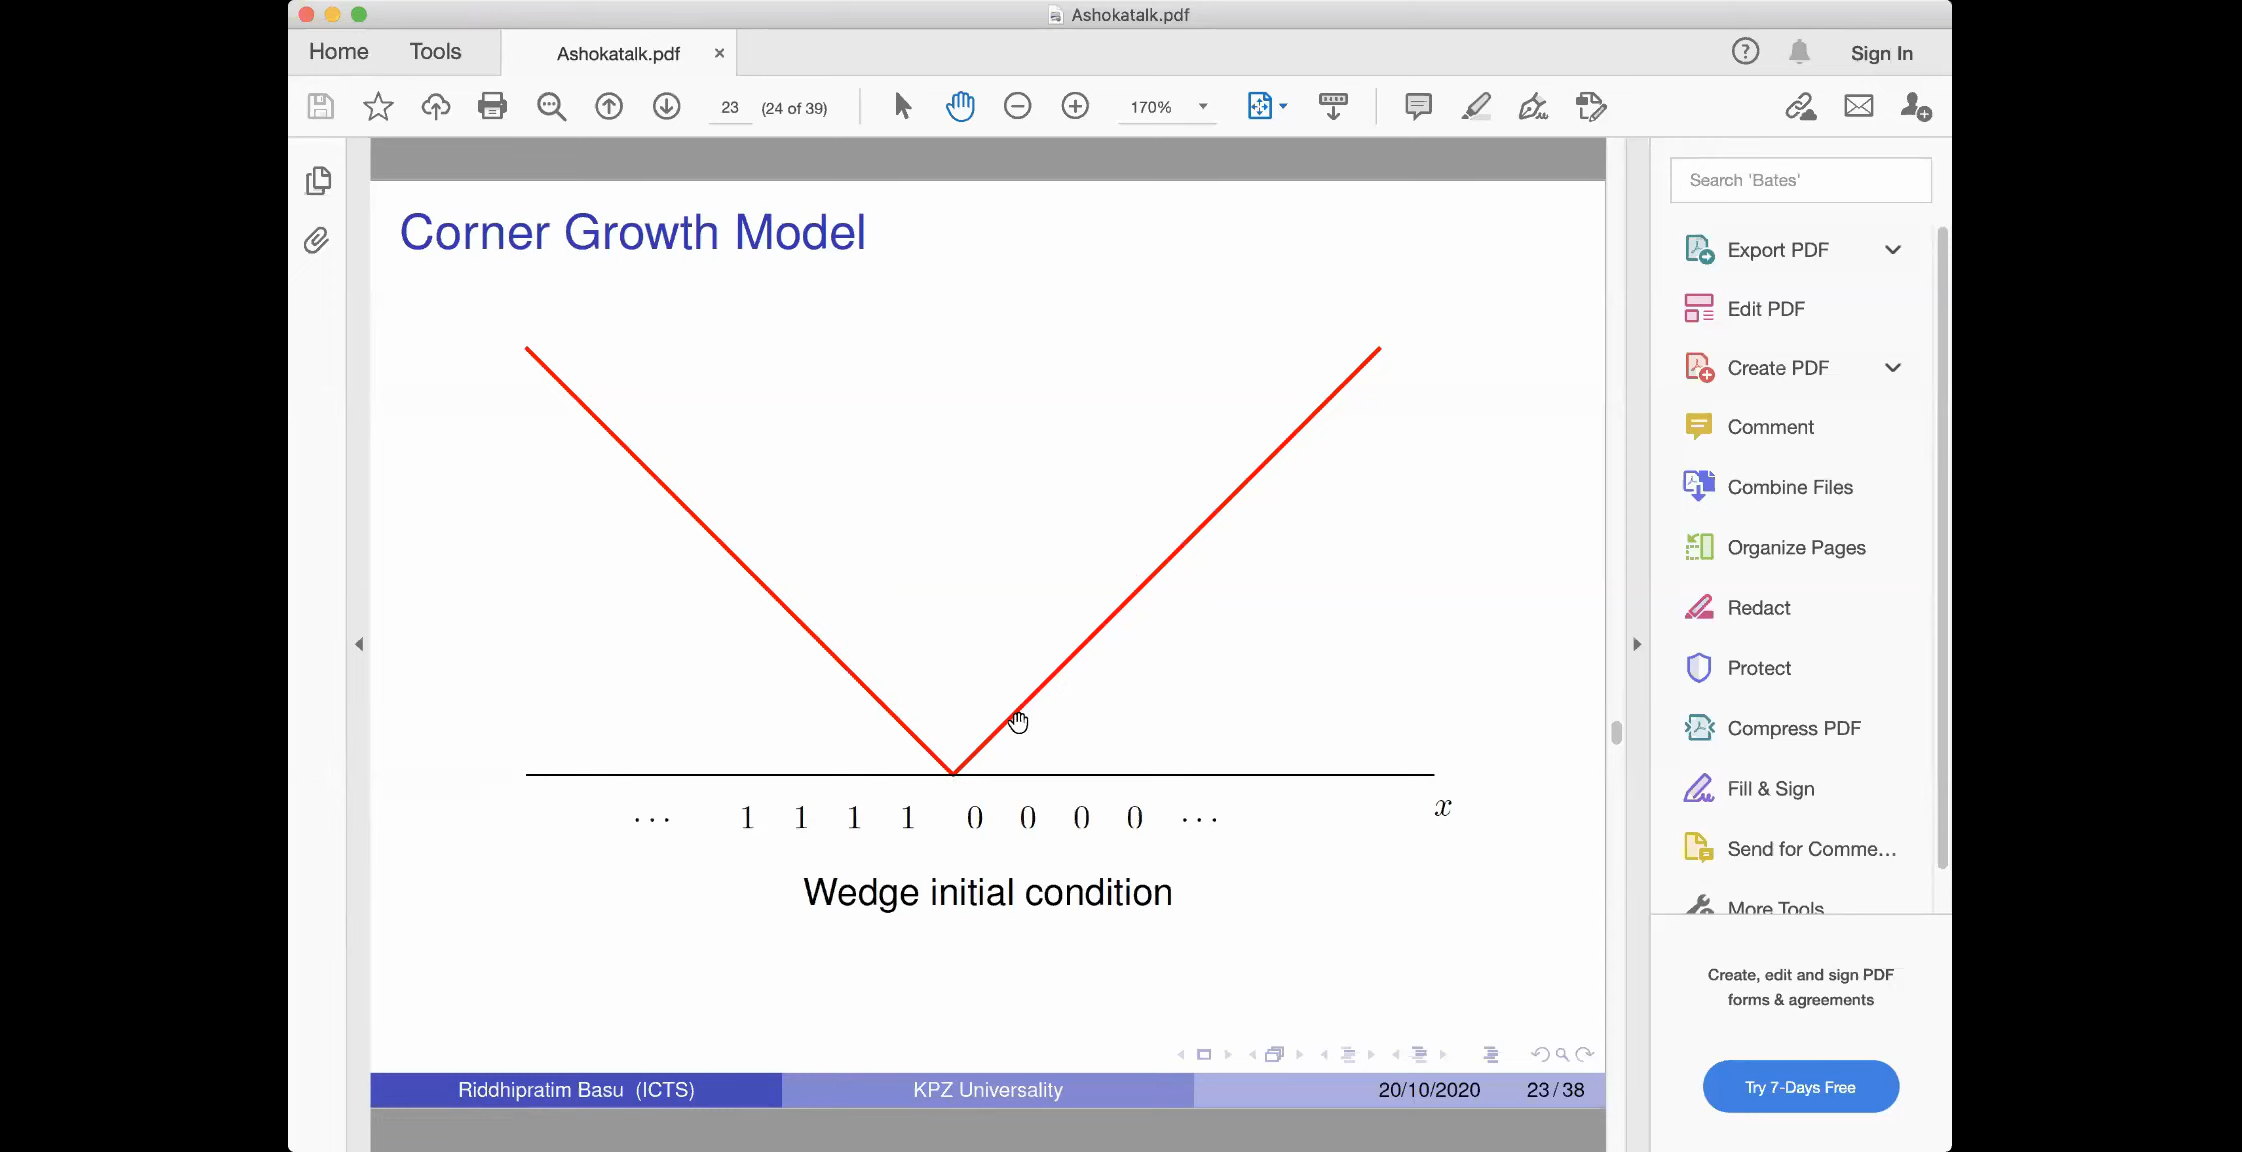 Ashokatalk.pdf
Home Tools Ashokatalk.pdf × Sign In
23 (24 of 39) 170%
Search 'Bates'
Corner Growth Model
Export PDF
Edit PDF
Create PDF
Comment
Combine Files
Organize Pages
Redact
Protect
Compress PDF
Fill & Sign
Send for Comme...
More Tools
··· 1 1 1 1 0 0 0 0 ··· x
Wedge initial condition
Create, edit and sign PDF
forms & agreements
Try 7-Days Free
Riddhipratim Basu (ICTS) KPZ Universality 20/10/2020 23/38